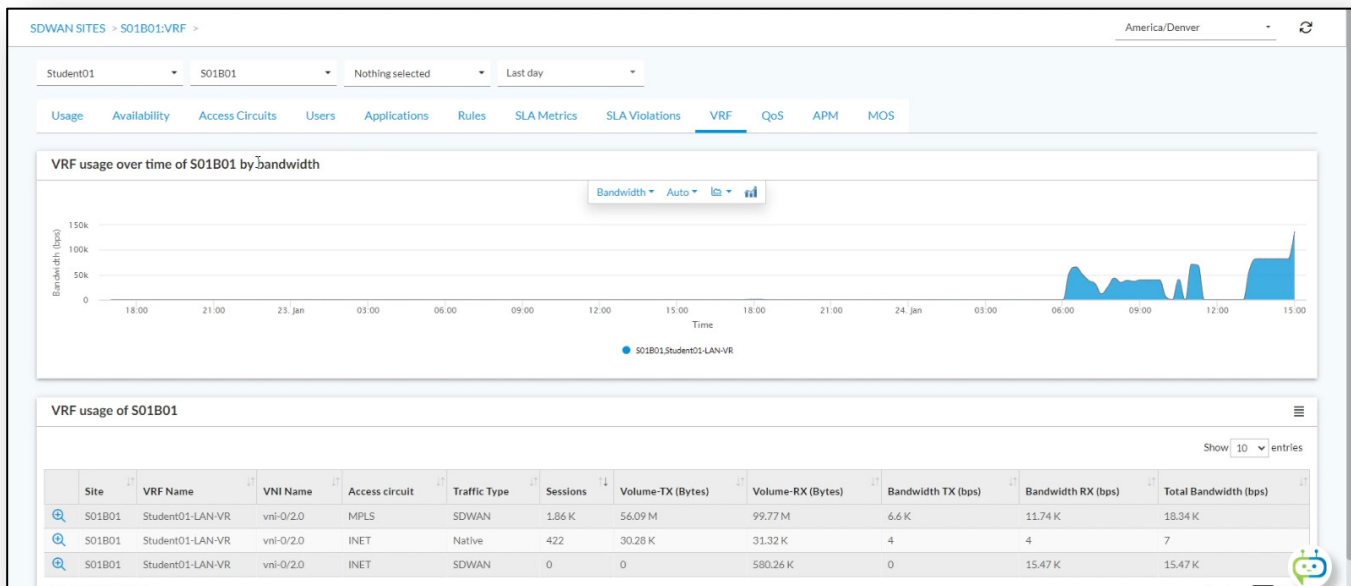 SDWAN SITES > S01B01:VRF >
America/Denver
Student01 S01B01 Nothing selected Last day
Usage Availability Access Circuits Users Applications Rules SLA Metrics SLA Violations VRF QoS APM MOS
VRF usage over time of S01B01 by bandwidth
Bandwidth Auto
Bandwidth (bps)
150k
100k
50k
0
18:00 21:00 23. Jan 03:00 06:00 09:00 12:00 15:00 18:00 21:00 24. Jan 03:00 06:00 09:00 12:00 15:00
Time
S01B01,Student01-LAN-VR
VRF usage of S01B01
Show 10 entries
Site VRF Name VNI Name Access circuit Traffic Type Sessions Volume-TX (Bytes) Volume-RX (Bytes) Bandwidth TX (bps) Bandwidth RX (bps) Total Bandwidth (bps)
S01B01 Student01-LAN-VR vni-0/2.0 MPLS SDWAN 1.86 K 56.09 M 99.77 M 6.6 K 11.74 K 18.34 K
S01B01 Student01-LAN-VR vni-0/2.0 INET Native 422 30.28 K 31.32 K 4 4 7
S01B01 Student01-LAN-VR vni-0/2.0 INET SDWAN 0 0 580.26 K 0 15.47 K 15.47 K